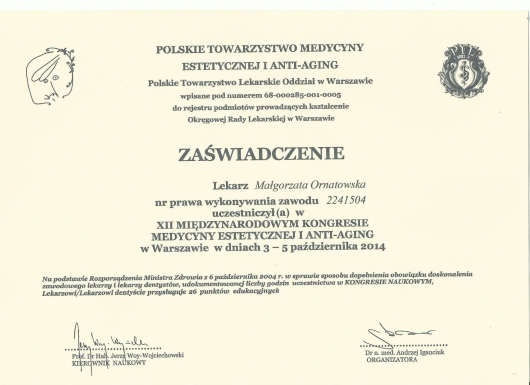 POLSKIE TOWARZYSTWO MEDYCYNY
ESTETYCZNEJ I ANTI-AGING
Polskie Towarzystwo Lekarskie Oddział w Warszawie
wpisane pod numerem 68-000285-001-0005
do rejestru podmiotów prowadzących kształcenie
Okręgowej Rady Lekarskiej w Warszawie
ZAŚWIADCZENIE
Lekarz Małgorzata Ornatowska
nr prawa wykonywania zawodu 2241504
uczestniczył(a) w
XII MIĘDZYNARODOWYM KONGRESIE
MEDYCYNY ESTETYCZNEJ I ANTI-AGING
w Warszawie w dniach 3 – 5 października 2014
Na podstawie Rozporządzenia Ministra Zdrowia z 6 października 2004 r. w sprawie sposobu dopełnienia obowiązku doskonalenia
zawodowego lekarzy i lekarzy dentystów, udokumentowanej liczby godzin uczestnictwa w KONGRESIE NAUKOWYM,
Lekarzowi/Lekarzowi dentyście przysługuje 26 punktów edukacyjnych
Prof. Dr Hab. Jerzy Woy-Wojciechowski
KIEROWNIK NAUKOWY
Dr n. med. Andrzej Ignaciuk
ORGANIZATORA